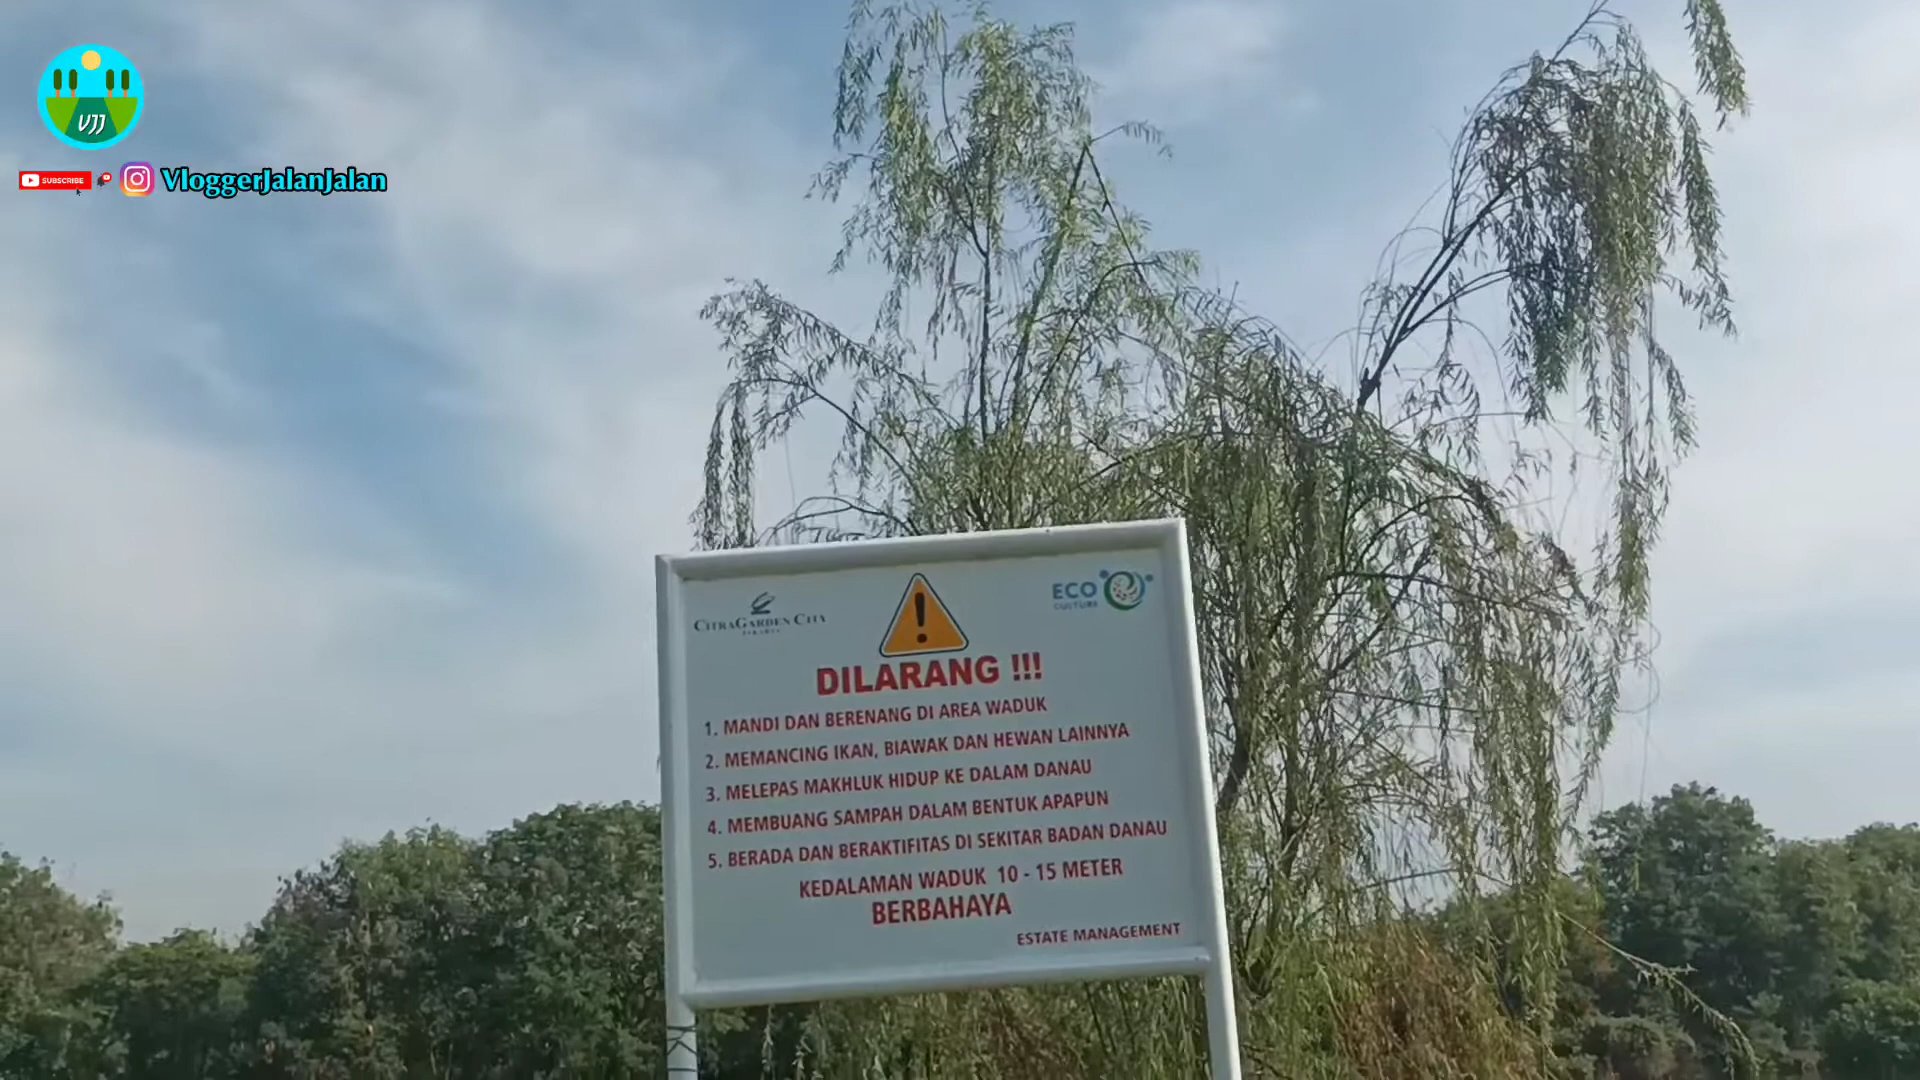 VJJ
SUBSCRIBE
VloggerJalanJalan
CITRAGARDEN CITY
JAKARTA
ECO
CULTURE
DILARANG !!!
1. MANDI DAN BERENANG DI AREA WADUK
2. MEMANCING IKAN, BIAWAK DAN HEWAN LAINNYA
3. MELEPAS MAKHLUK HIDUP KE DALAM DANAU
4. MEMBUANG SAMPAH DALAM BENTUK APAPUN
5. BERADA DAN BERAKTIFITAS DI SEKITAR BADAN DANAU
KEDALAMAN WADUK 10 - 15 METER
BERBAHAYA
ESTATE MANAGEMENT